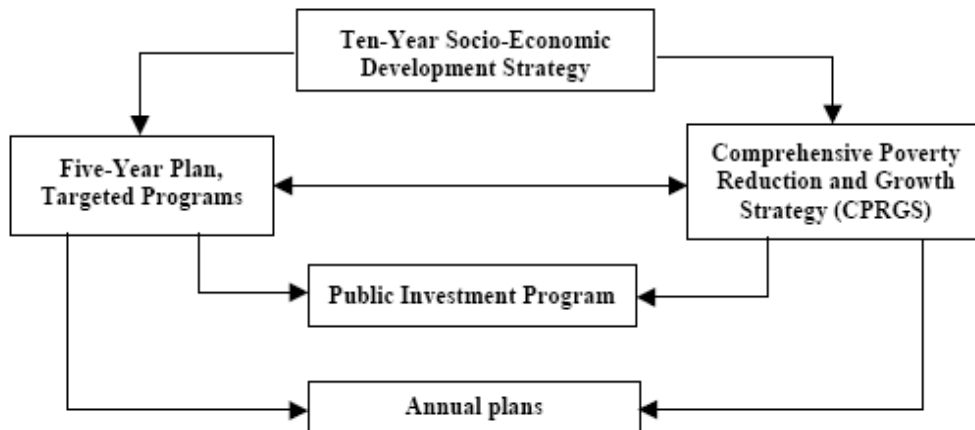 Ten-Year Socio-Economic
Development Strategy
Five-Year Plan,
Targeted Programs
Comprehensive Poverty
Reduction and Growth
Strategy (CPRGS)
Public Investment Program
Annual plans